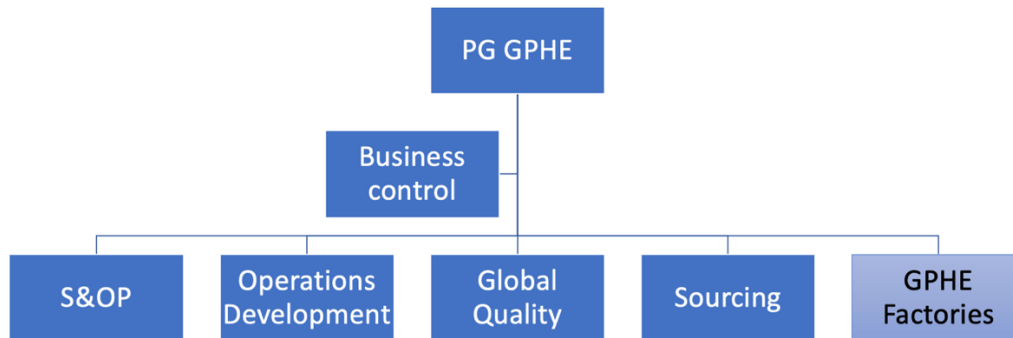 PG GPHE
Business
control
S&OP
Operations
Development
Global
Quality
Sourcing
GPHE
Factories